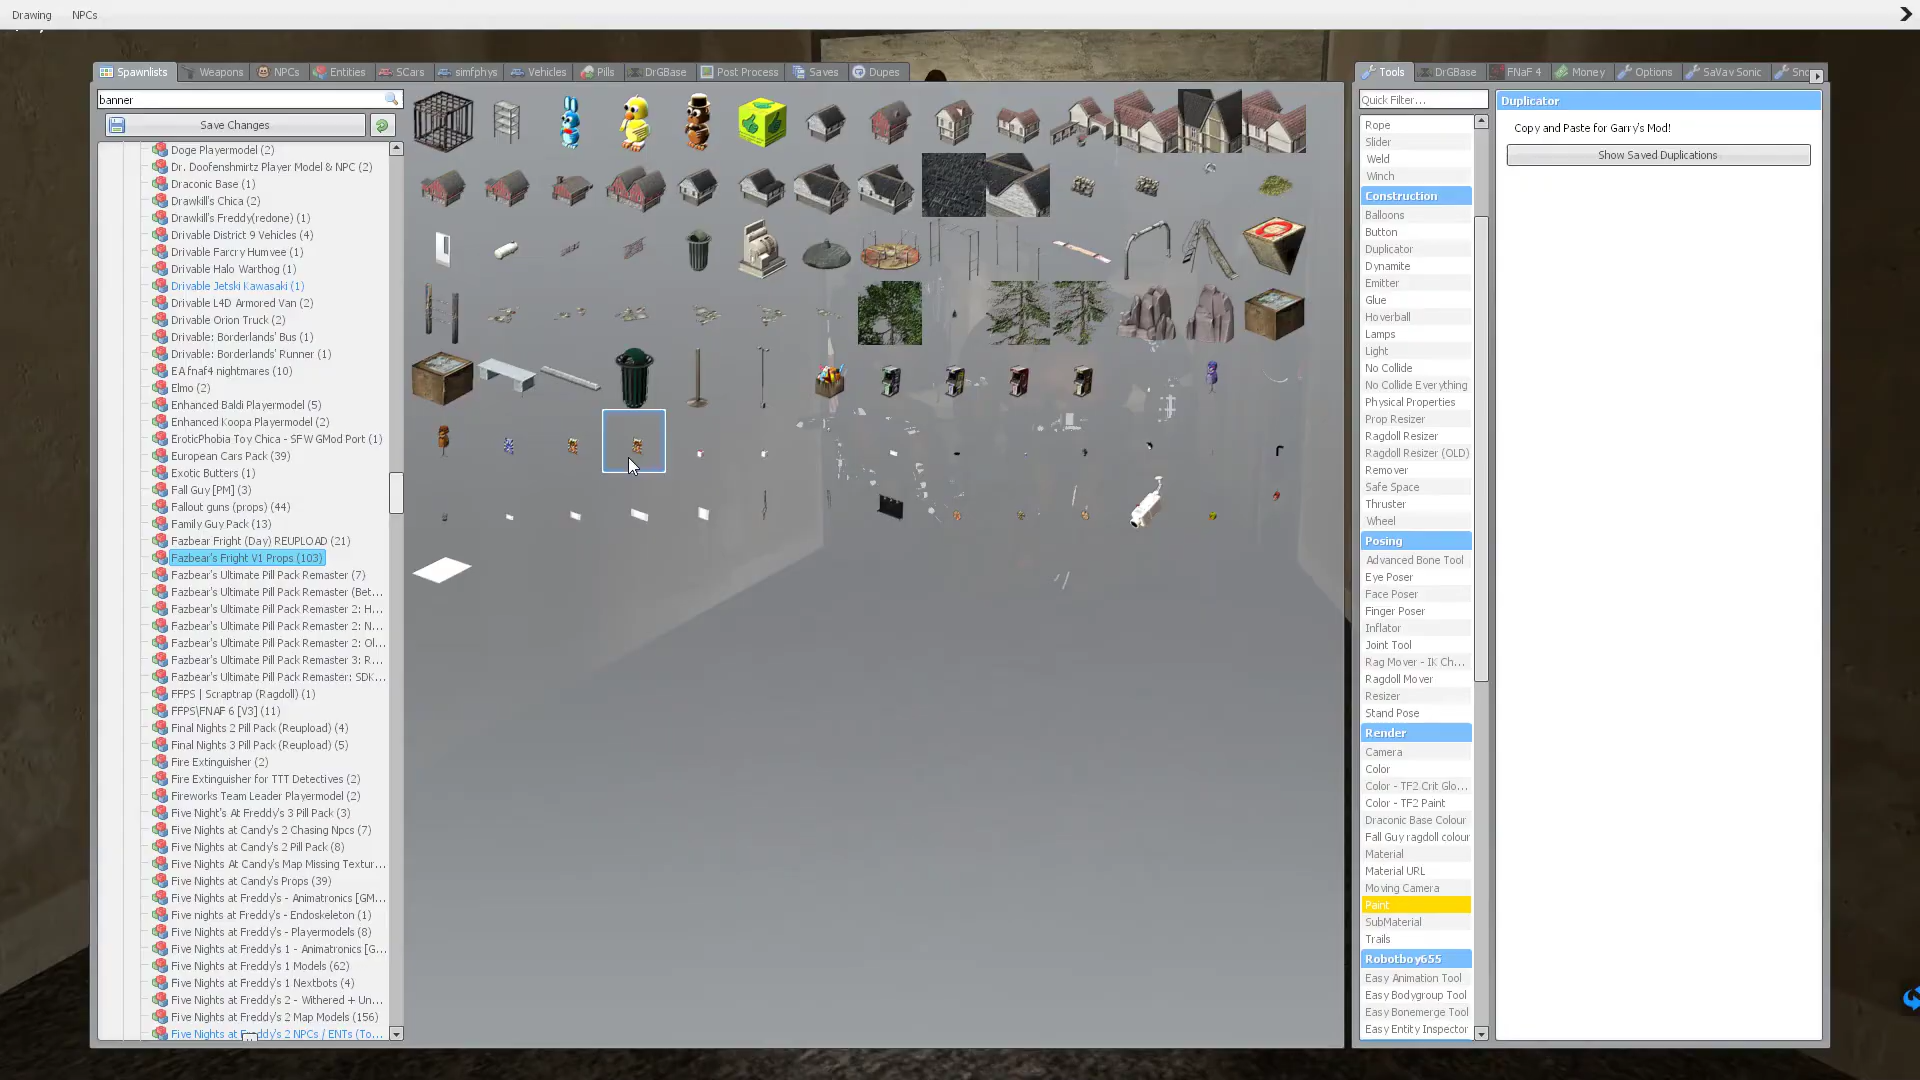 Drawing NPCs
Spawnlists Weapons NPCs Entities SCars simfphys Vehicles Pills DrGBase Post Process Saves Dupes
banner
Save Changes
Doge Playermodel (2)
Dr. Doofenshmirtz Player Model & NPC (2)
Draconic Base (1)
Drawkill's Chica (2)
Drawkill's Freddy(redone) (1)
Drivable District 9 Vehicles (4)
Drivable Farcry Humvee (1)
Drivable Halo Warthog (1)
Drivable Jetski Kawasaki (1)
Drivable L4D Armored Van (2)
Drivable Orion Truck (2)
Drivable: Borderlands' Bus (1)
Drivable: Borderlands' Runner (1)
EA fnaf4 nightmares (10)
Elmo (2)
Enhanced Baldi Playermodel (5)
Enhanced Koopa Playermodel (2)
EroticPhobia Toy Chica - SFW GMod Port (1)
European Cars Pack (39)
Exotic Butters (1)
Fall Guy [PM] (3)
Fallout guns (props) (44)
Family Guy Pack (13)
Fazbear Fright (Day) REUPLOAD (21)
Fazbear's Fright V1 Props (103)
Fazbear's Ultimate Pill Pack Remaster (7)
Fazbear's Ultimate Pill Pack Remaster (Bet...
Fazbear's Ultimate Pill Pack Remaster 2: H...
Fazbear's Ultimate Pill Pack Remaster 2: N...
Fazbear's Ultimate Pill Pack Remaster 2: Ol...
Fazbear's Ultimate Pill Pack Remaster 3: R...
Fazbear's Ultimate Pill Pack Remaster: SDK...
FFPS | Scraptrap (Ragdoll) (1)
FFPS\FNAF 6 [V3] (11)
Final Nights 2 Pill Pack (Reupload) (4)
Final Nights 3 Pill Pack (Reupload) (5)
Fire Extinguisher (2)
Fire Extinguisher for TTT Detectives (2)
Fireworks Team Leader Playermodel (2)
Five Night's At Freddy's 3 Pill Pack (3)
Five Nights at Candy's 2 Chasing Npcs (7)
Five Nights at Candy's 2 Pill Pack (8)
Five Nights At Candy's Map Missing Textur...
Five Nights at Candy's Props (39)
Five Nights at Freddy's - Animatronics [GM...
Five nights at Freddy's - Endoskeleton (1)
Five Nights at Freddy's - Playermodels (8)
Five Nights at Freddy's 1 - Animatronics [G...
Five Nights at Freddy's 1 Models (62)
Five Nights at Freddy's 1 Nextbots (4)
Five Nights at Freddy's 2 - Withered + Un...
Five Nights at Freddy's 2 Map Models (156)
Five Nights at Freddy's 2 NPCs / ENTs (To...
Tools DrGBase FNaF 4 Money Options SaVav Sonic Sno
Quick Filter...
Rope
Slider
Weld
Winch
Construction
Balloons
Button
Duplicator
Dynamite
Emitter
Glue
Hoverball
Lamps
Light
No Collide
No Collide Everything
Physical Properties
Prop Resizer
Ragdoll Resizer
Ragdoll Resizer (OLD)
Remover
Safe Space
Thruster
Wheel
Posing
Advanced Bone Tool
Eye Poser
Face Poser
Finger Poser
Inflator
Joint Tool
Rag Mover - IK Ch...
Ragdoll Mover
Resizer
Stand Pose
Render
Camera
Color
Color - TF2 Crit Glo...
Color - TF2 Paint
Draconic Base Colour
Fall Guy ragdoll colour
Material
Material URL
Moving Camera
Paint
SubMaterial
Trails
Robotboy655
Easy Animation Tool
Easy Bodygroup Tool
Easy Bonemerge Tool
Easy Entity Inspector
Duplicator
Copy and Paste for Garry's Mod!
Show Saved Duplications